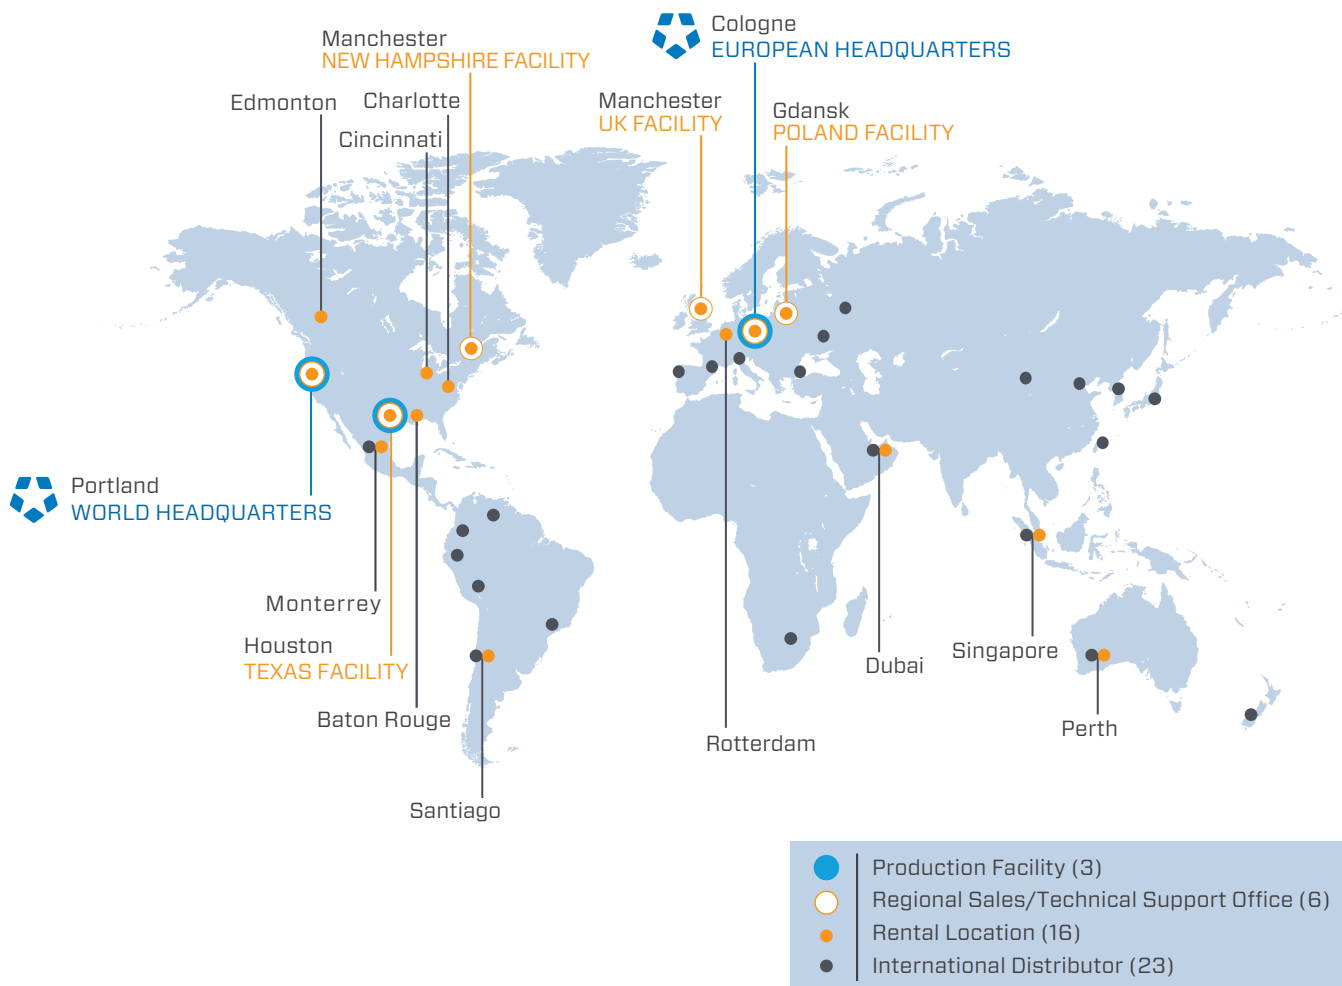 Cologne
EUROPEAN HEADQUARTERS
Manchester
NEW HAMPSHIRE FACILITY
Edmonton
Charlotte
Cincinnati
Manchester
UK FACILITY
Gdansk
POLAND FACILITY
Portland
WORLD HEADQUARTERS
Monterrey
Houston
TEXAS FACILITY
Baton Rouge
Santiago
Rotterdam
Dubai
Singapore
Perth
Production Facility (3)
Regional Sales/Technical Support Office (6)
Rental Location (16)
International Distributor (23)